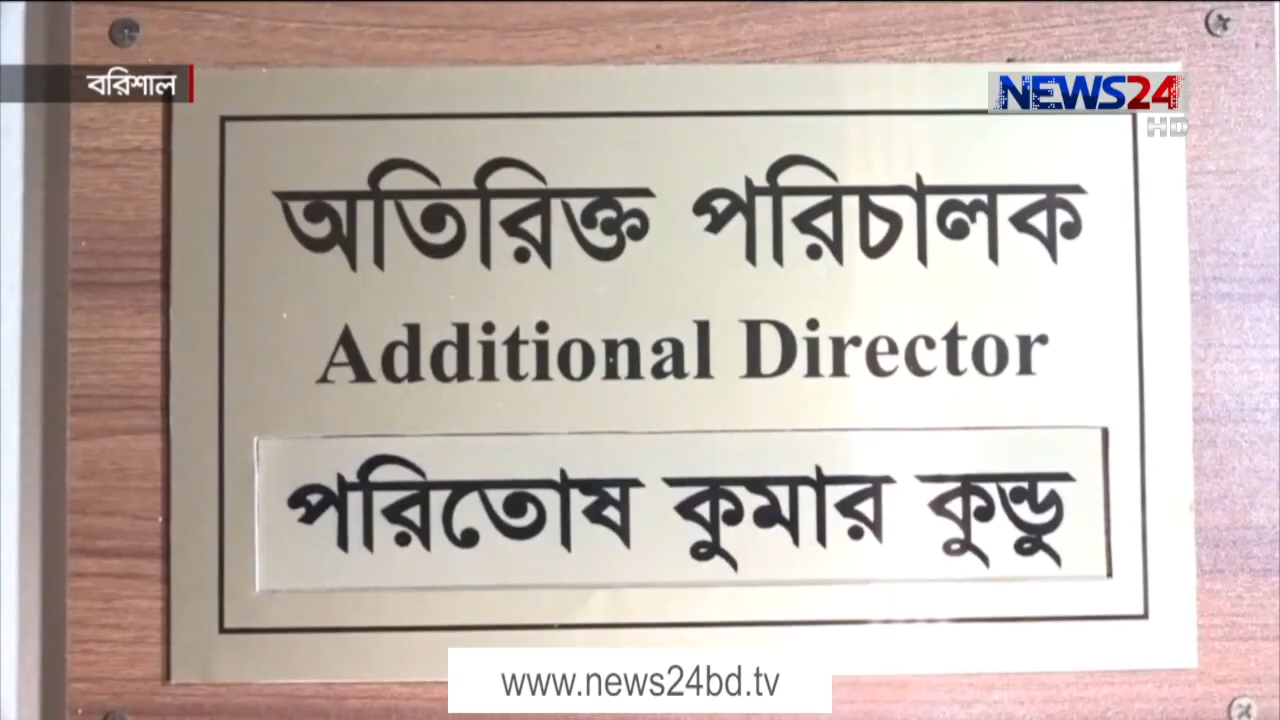 বরিশাল
NEWS24
HD
অতিরিক্ত পরিচালক
Additional Director
পরিতোষ কুমার কুন্ডু
www.news24bd.tv